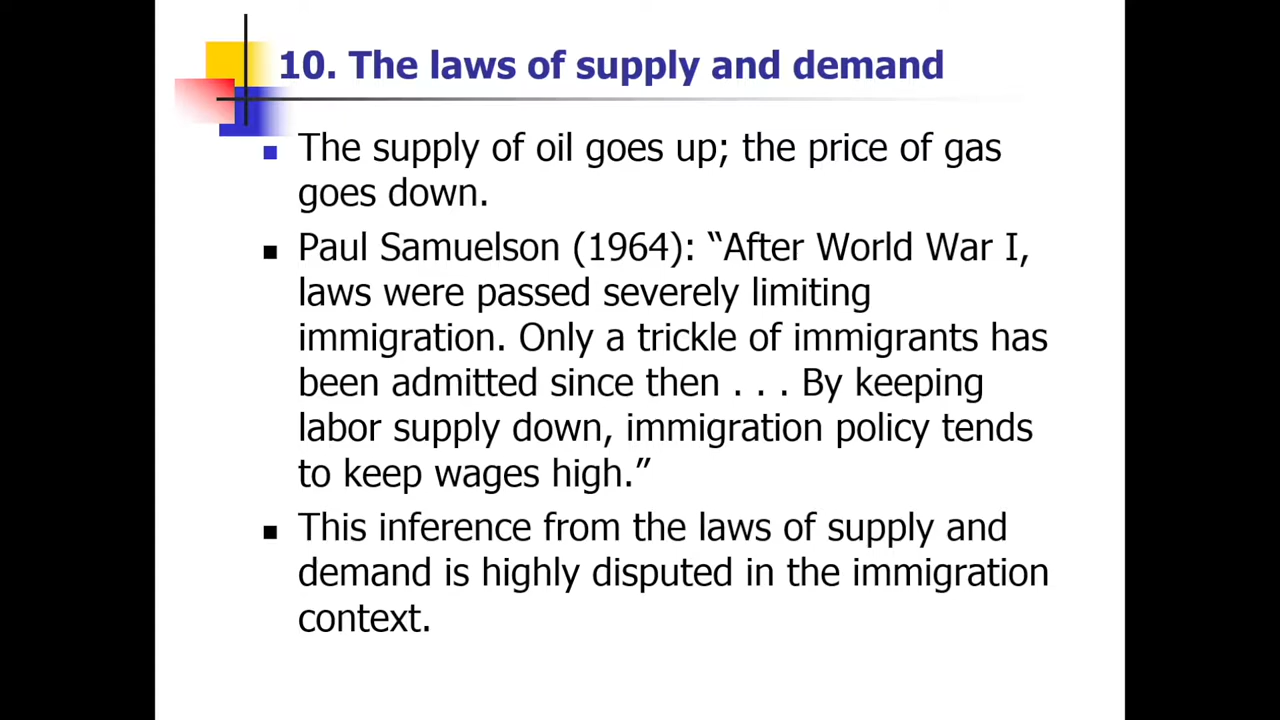 10. The laws of supply and demand
The supply of oil goes up; the price of gas
goes down.
Paul Samuelson (1964): “After World War I,
laws were passed severely limiting
immigration. Only a trickle of immigrants has
been admitted since then . . . By keeping
labor supply down, immigration policy tends
to keep wages high.”
This inference from the laws of supply and
demand is highly disputed in the immigration
context.